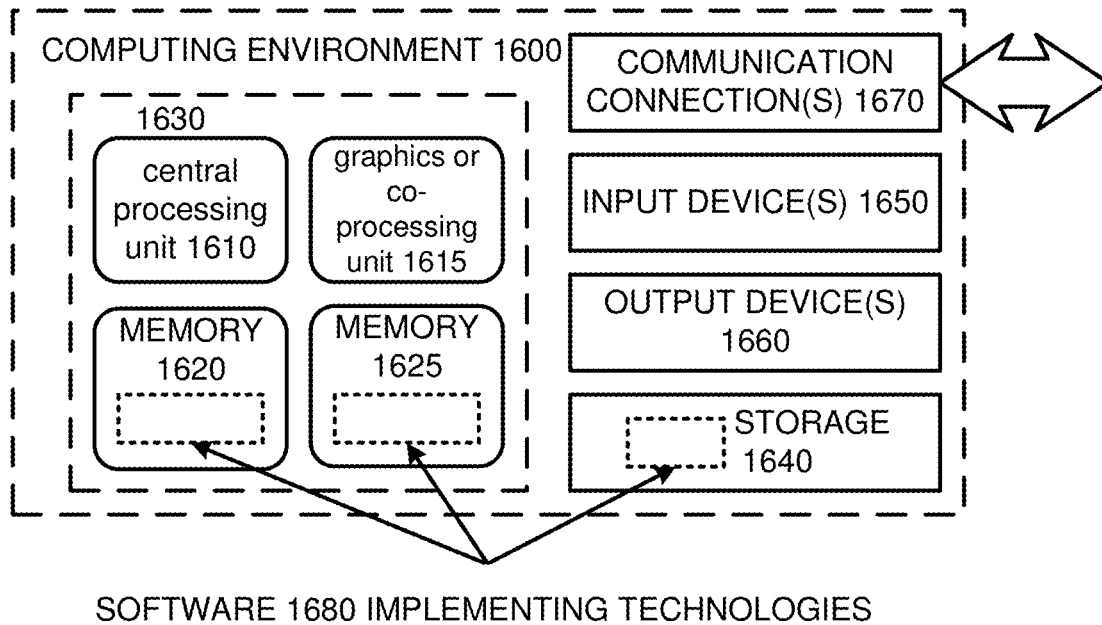 COMPUTING ENVIRONMENT 1600
COMMUNICATION
CONNECTION(S) 1670
1630
central
processing
unit 1610
graphics or
co-
processing
unit 1615
INPUT DEVICE(S) 1650
OUTPUT DEVICE(S)
1660
MEMORY
1620
MEMORY
1625
STORAGE
1640
SOFTWARE 1680 IMPLEMENTING TECHNOLOGIES